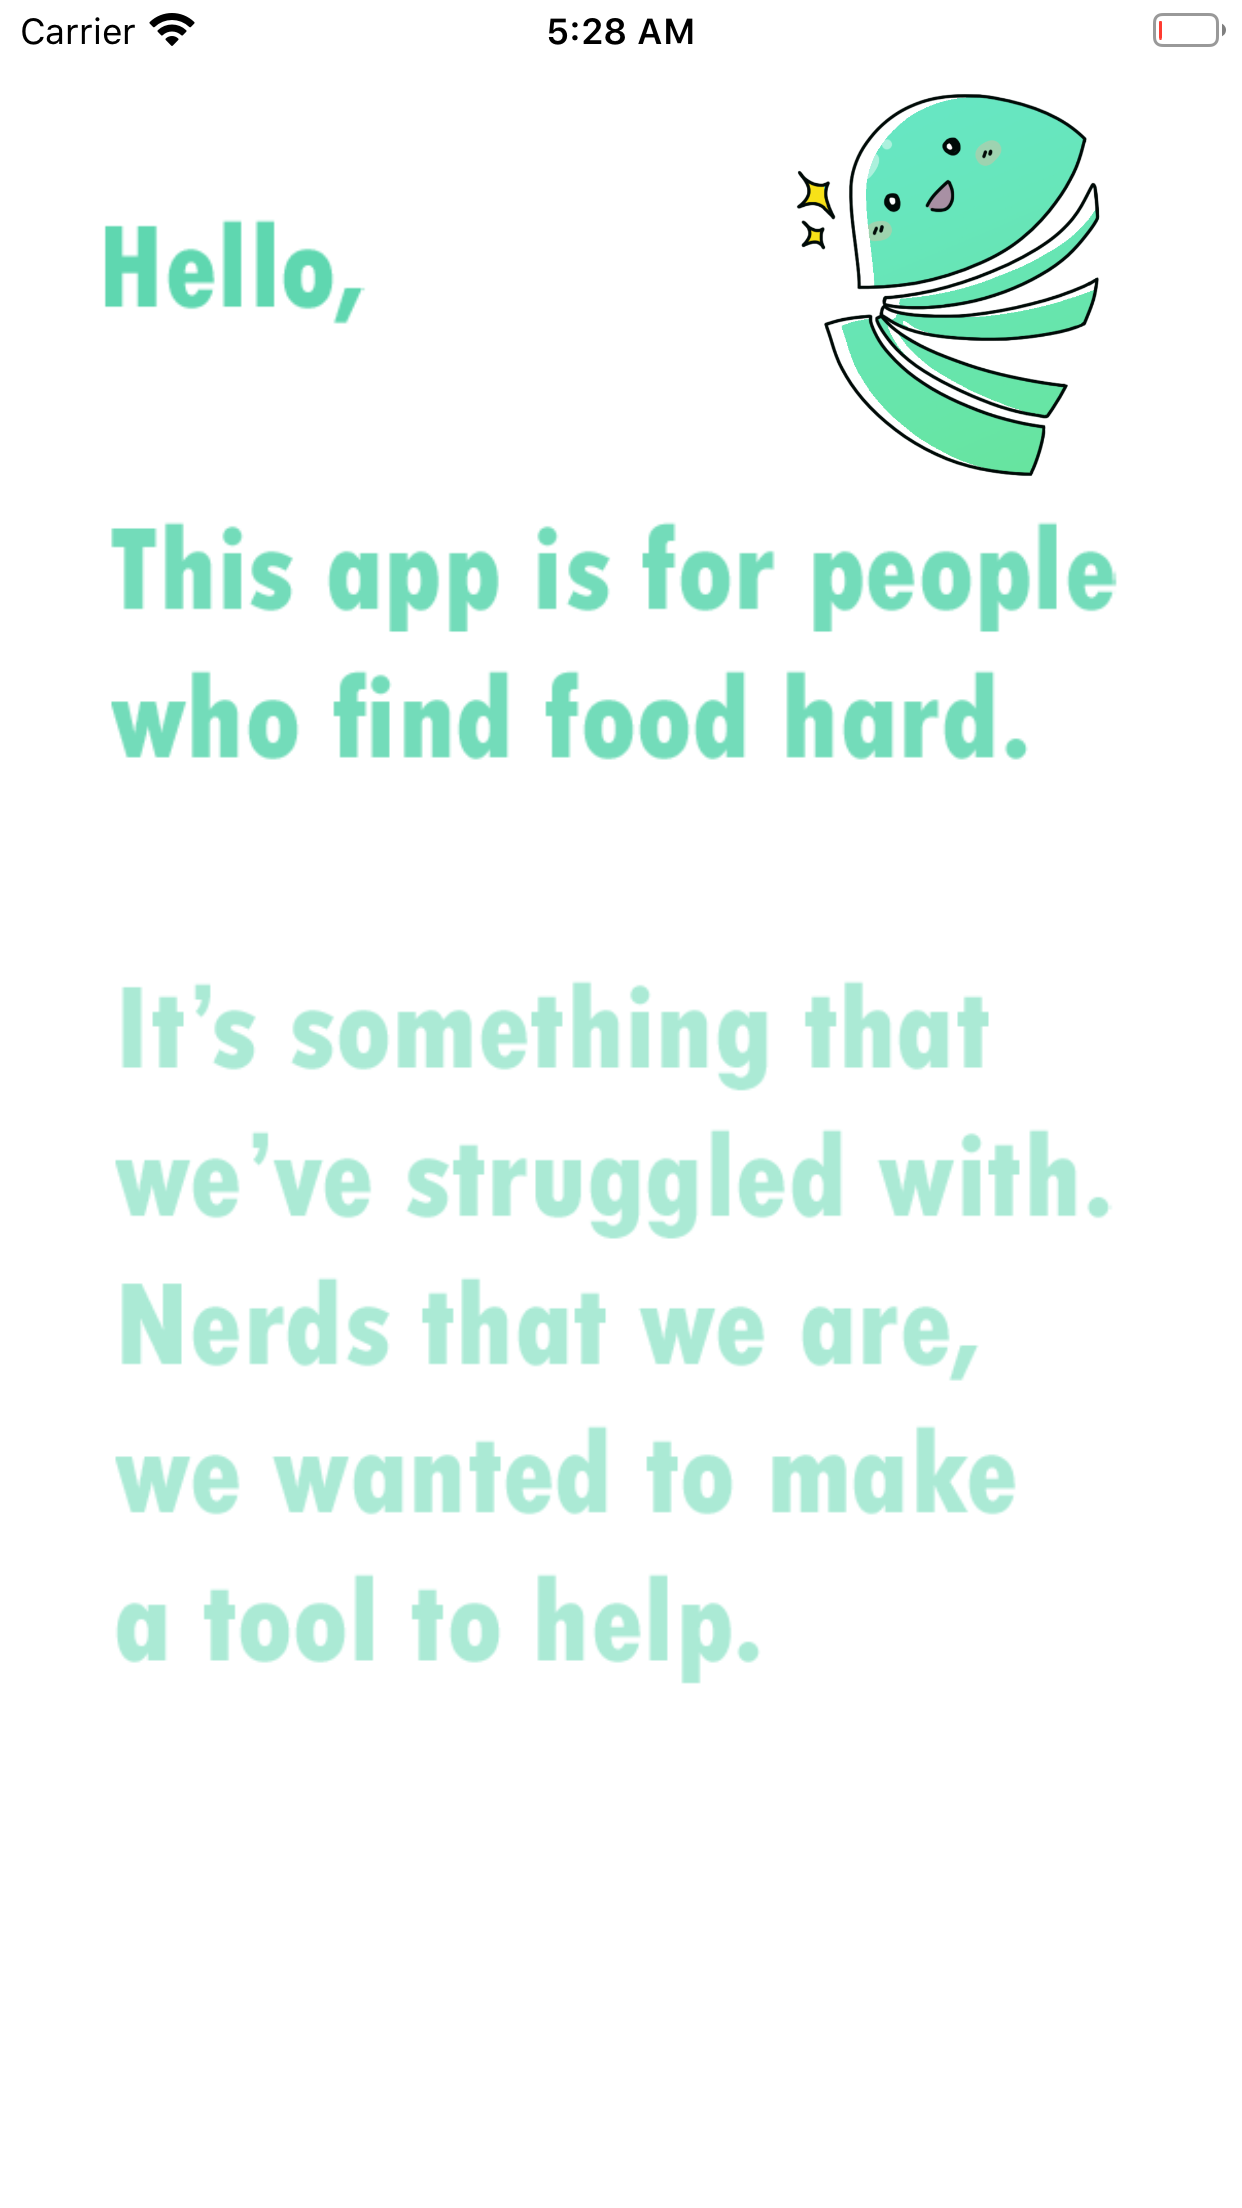 Carrier 5:28 AM
Hello,
This app is for people
who find food hard.
It’s something that
we’ve struggled with.
Nerds that we are,
we wanted to make
a tool to help.